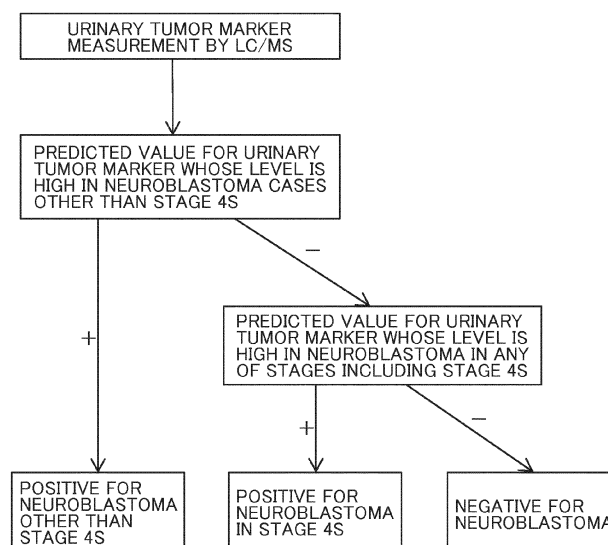 URINARY TUMOR MARKER
MEASUREMENT BY LC/MS
PREDICTED VALUE FOR URINARY
TUMOR MARKER WHOSE LEVEL IS
HIGH IN NEUROBLASTOMA CASES
OTHER THAN STAGE 4S
−
PREDICTED VALUE FOR URINARY
TUMOR MARKER WHOSE LEVEL IS
HIGH IN NEUROBLASTOMA IN ANY
OF STAGES INCLUDING STAGE 4S
+
+
−
POSITIVE FOR
NEUROBLASTOMA
OTHER THAN
STAGE 4S
POSITIVE FOR
NEUROBLASTOMA
IN STAGE 4S
NEGATIVE FOR
NEUROBLASTOMA